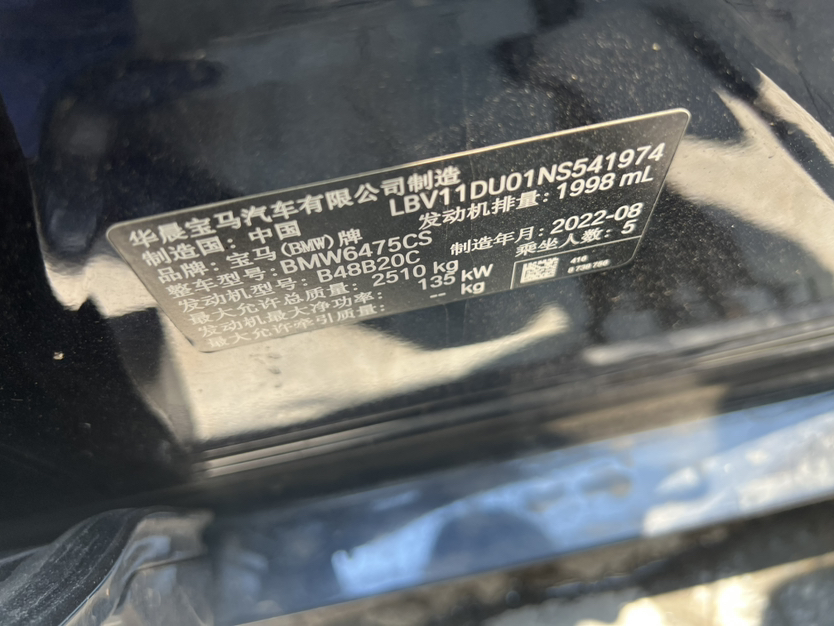 华晨宝马汽车有限公司制造
制造国：中国 LBV11DU01NS541974
品牌：宝马(BMW)牌 发动机排量：1998 mL
整车型号：BMW6475CS 制造年月：2022-08
发动机型号：B48B20C 乘坐人数：5
最大允许总质量：2510 kg
发动机最大净功率：135 kW
最大允许牵引质量：-- kg
416